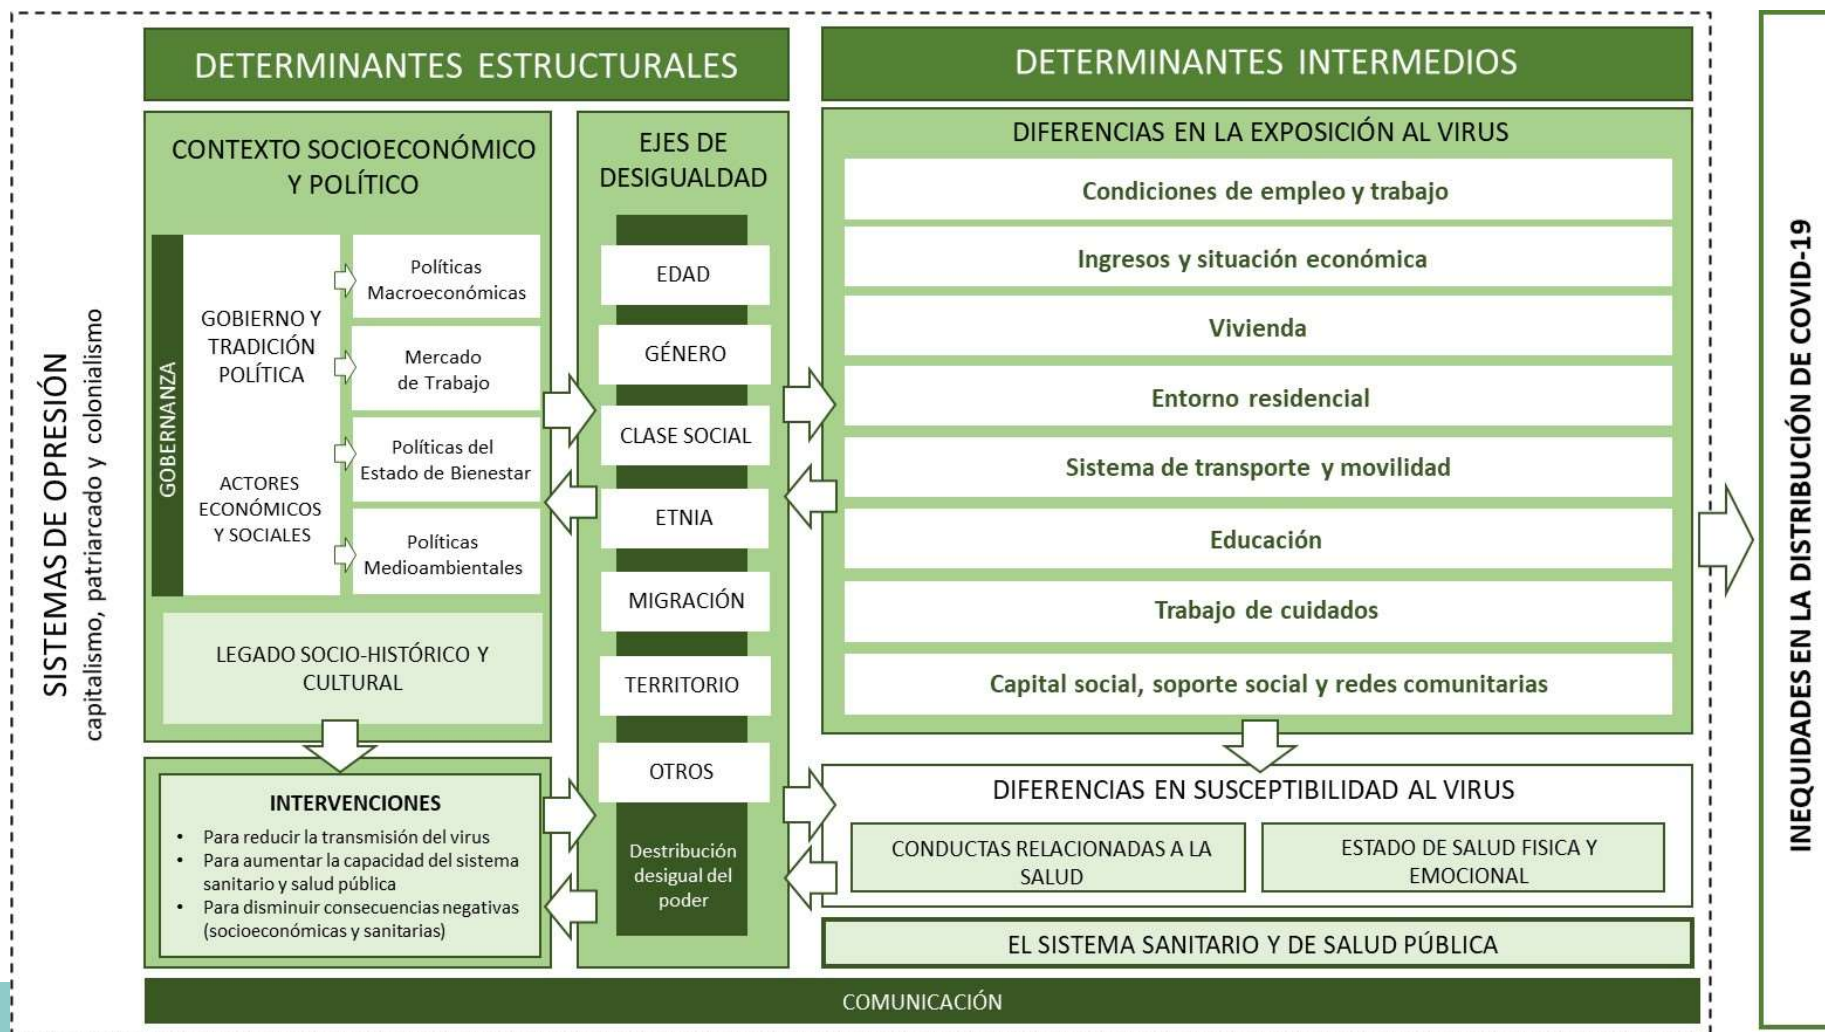 SISTEMAS DE OPRESIÓN
capitalismo, patriarcado y colonialismo
DETERMINANTES ESTRUCTURALES
CONTEXTO SOCIOECONÓMICO
Y POLÍTICO
GOBERNANZA
GOBIERNO Y
TRADICIÓN
POLÍTICA
ACTORES
ECONÓMICOS
Y SOCIALES
Políticas
Macroeconómicas
Mercado
de Trabajo
Políticas del
Estado de Bienestar
Políticas
Medioambientales
LEGADO SOCIO-HISTÓRICO Y
CULTURAL
INTERVENCIONES
• Para reducir la transmisión del virus
• Para aumentar la capacidad del sistema
sanitario y salud pública
• Para disminuir consecuencias negativas
(socioeconómicas y sanitarias)
EJES DE
DESIGUALDAD
EDAD
GÉNERO
CLASE SOCIAL
ETNIA
MIGRACIÓN
TERRITORIO
OTROS
Destribución
desigual del
poder
DETERMINANTES INTERMEDIOS
DIFERENCIAS EN LA EXPOSICIÓN AL VIRUS
Condiciones de empleo y trabajo
Ingresos y situación económica
Vivienda
Entorno residencial
Sistema de transporte y movilidad
Educación
Trabajo de cuidados
Capital social, soporte social y redes comunitarias
DIFERENCIAS EN SUSCEPTIBILIDAD AL VIRUS
CONDUCTAS RELACIONADAS A LA
SALUD
ESTADO DE SALUD FISICA Y
EMOCIONAL
EL SISTEMA SANITARIO Y DE SALUD PÚBLICA
COMUNICACIÓN
INEQUIDADES EN LA DISTRIBUCIÓN DE COVID-19